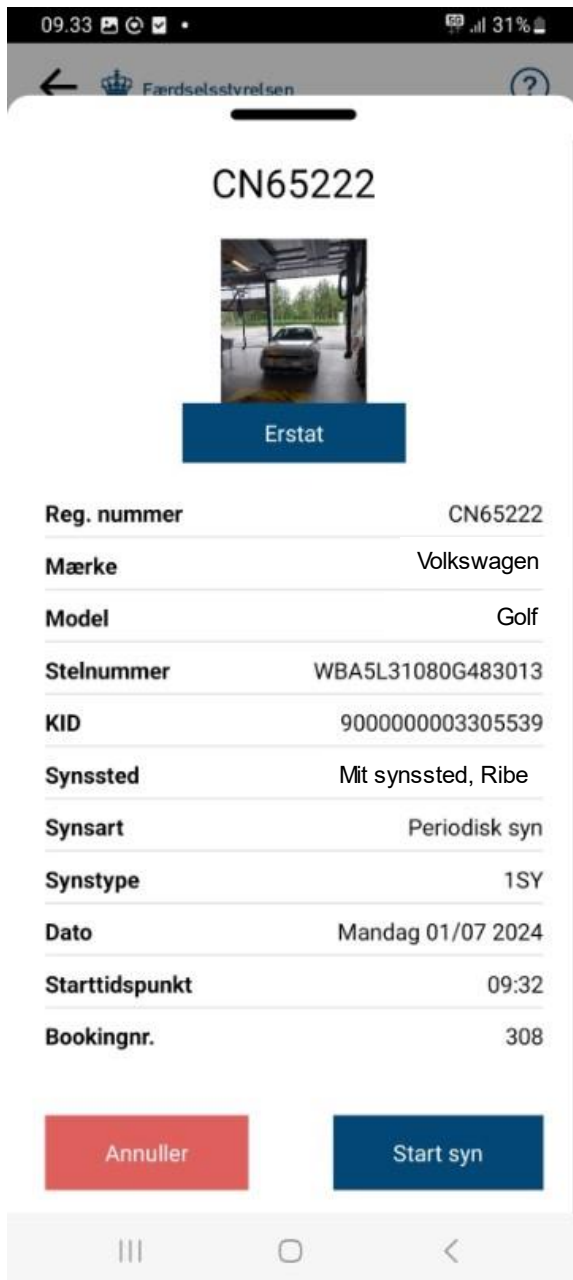 09.33 5G 31%
Færdselsstyrelsen ?
CN65222
Erstat
Reg. nummer CN65222
Mærke Volkswagen
Model Golf
Stelnummer WBA5L31080G483013
KID 9000000003305539
Synssted Mit synssted, Ribe
Synsart Periodisk syn
Synstype 1SY
Dato Mandag 01/07 2024
Starttidspunkt 09:32
Bookingnr. 308
Annuller Start syn